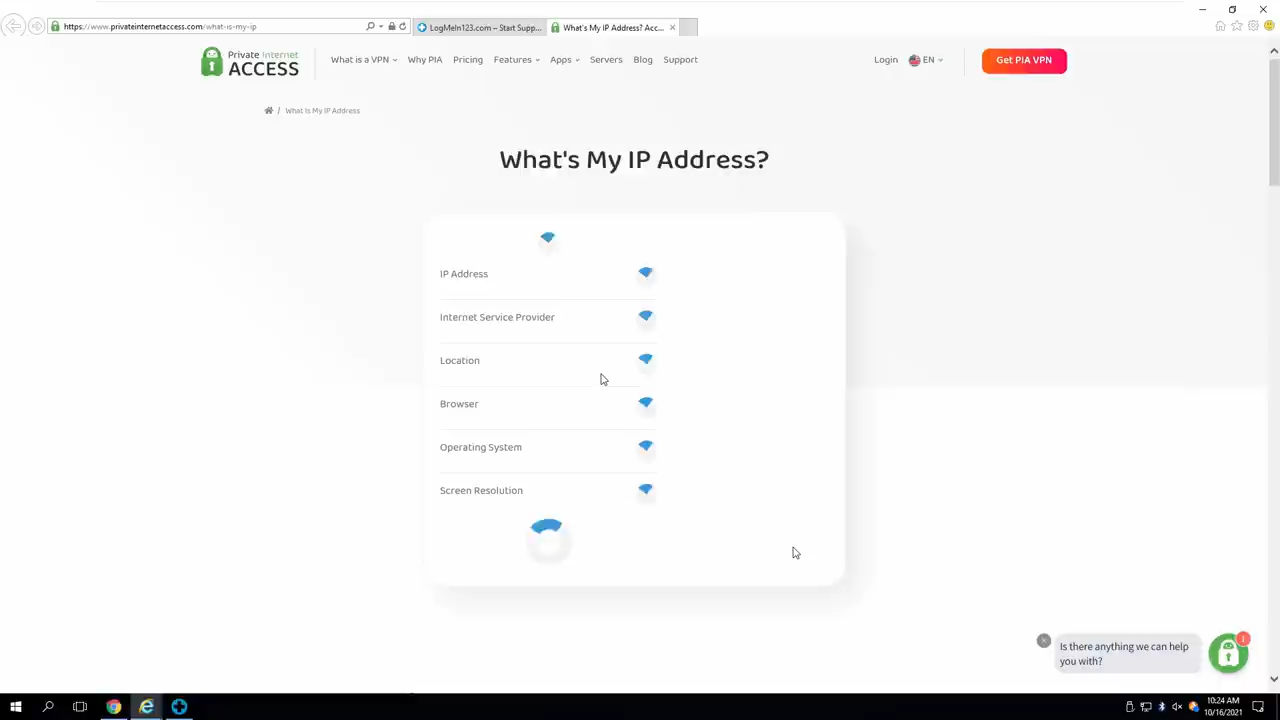 https://www.privateinternetaccess.com/what-is-my-ip
LogMeIn123.com – Start Supp...
What's My IP Address? Acc...
Private Internet
ACCESS
What is a VPN
Why PIA
Pricing
Features
Apps
Servers
Blog
Support
Login
EN
Get PIA VPN
/ What Is My IP Address
What's My IP Address?
IP Address
Internet Service Provider
Location
Browser
Operating System
Screen Resolution
Is there anything we can help
you with?
1
10:24 AM
10/16/2021